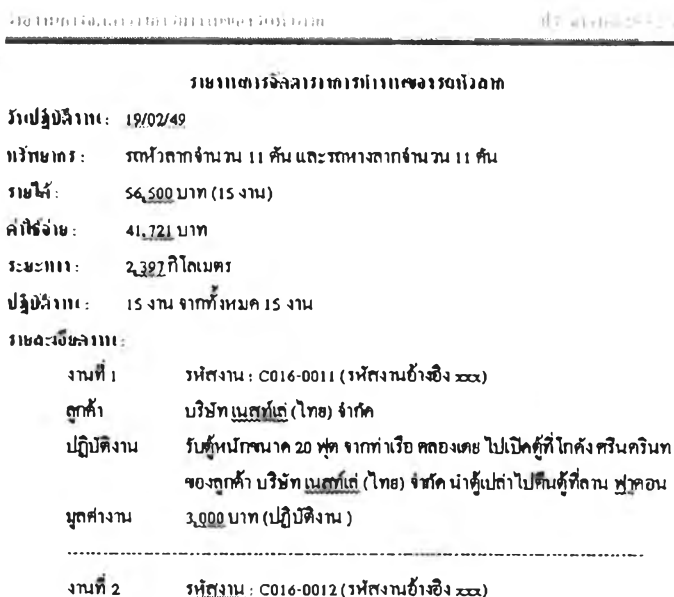 รายงานการจัดสารางการทำงานของรถหัวลาก
วันปฏิบัติงาน : 19/02/49
ทรัพยากร : รถหัวลากจำนวน 11 คัน และรถหางลากจำนวน 11 คัน
รายได้ : 56,500 บาท (15 งาน)
ค่าใช้จ่าย : 41,721 บาท
ระยะทาง : 2,397 กิโลเมตร
ปฏิบัติงาน : 15 งาน จากทั้งหมด 15 งาน
รายละเอียดงาน :
งานที่ 1 รหัสงาน : C016-0011 (รหัสงานอ้างอิง xxx)
ลูกค้า บริษัท เนสท์เล่ (ไทย) จำกัด
ปฏิบัติงาน รับตู้หนักขนาด 20 ฟุต จากท่าเรือ คลองเตย ไปเปิดตู้ที่โกดัง ศรีนครินท
ของลูกค้า บริษัท เนสท์เล่ (ไทย) จำกัด นำตู้เปล่าไปคืนตู้ที่ลาน ฟาคอน
มูลค่างาน 3,000 บาท (ปฏิบัติงาน )
งานที่ 2 รหัสงาน : C016-0012 (รหัสงานอ้างอิง xxx)